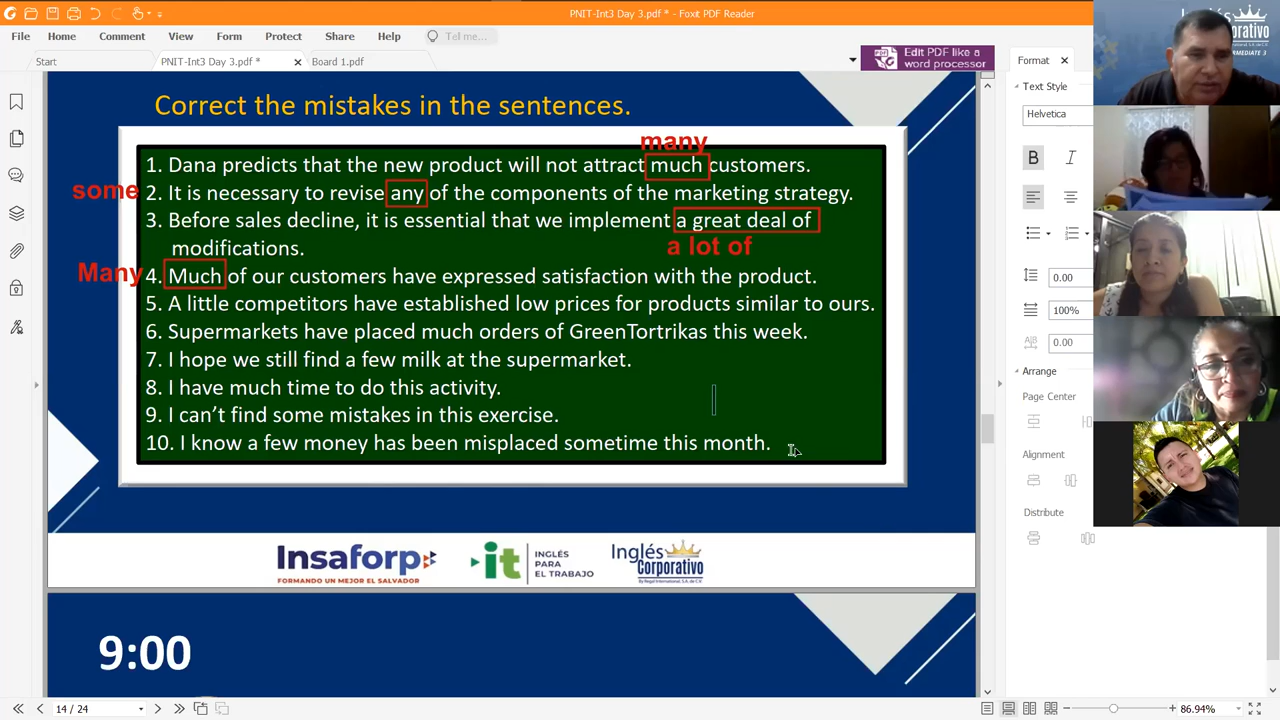 PNIT-Int3 Day 3.pdf * - Foxit PDF Reader
File Home Comment View Form Protect Share Help Tell me...
Start PNIT-Int3 Day 3.pdf * Board 1.pdf
Edit PDF like a word processor
Correct the mistakes in the sentences.
many
1. Dana predicts that the new product will not attract much customers.
some 2. It is necessary to revise any of the components of the marketing strategy.
3. Before sales decline, it is essential that we implement a great deal of
modifications.
a lot of
Many 4. Much of our customers have expressed satisfaction with the product.
5. A little competitors have established low prices for products similar to ours.
6. Supermarkets have placed much orders of GreenTortrikas this week.
7. I hope we still find a few milk at the supermarket.
8. I have much time to do this activity.
9. I can't find some mistakes in this exercise.
10. I know a few money has been misplaced sometime this month.
Insaforp
FORMANDO UN MEJOR EL SALVADOR
it INGLÉS PARA EL TRABAJO
Inglés Corporativo
9:00
14 / 24
86.94%
Format
Text Style
Helvetica
B I
0.00
100%
0.00
Arrange
Page Center
Alignment
Distribute
Inglés